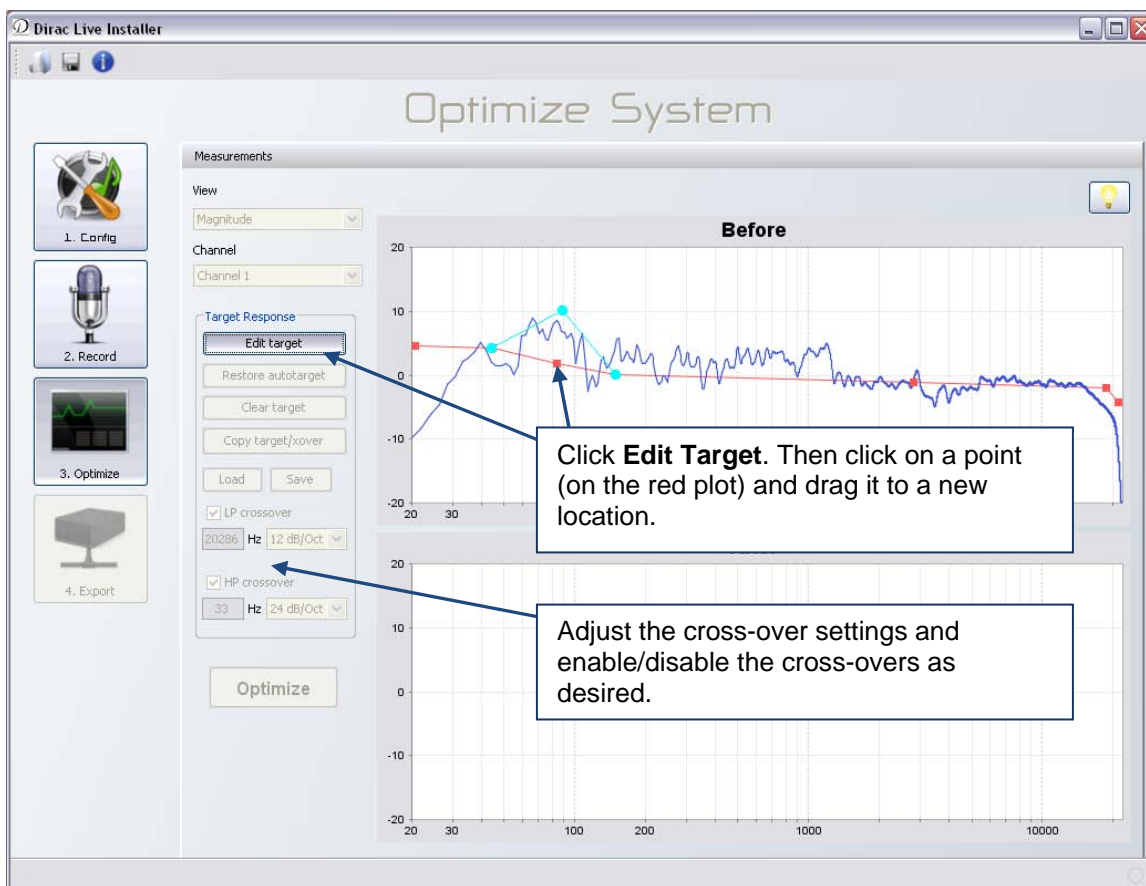 Dirac Live Installer
Optimize System
1. Config
2. Record
3. Optimize
4. Export
Measurements
View
Magnitude
Channel
Channel 1
Target Response
Edit target
Restore autotarget
Clear target
Copy target/xover
Load Save
LP crossover
20286 Hz 12 dB/Oct
HP crossover
33 Hz 24 dB/Oct
Optimize
Before
20
10
0
-10
-20
20 30
Click Edit Target. Then click on a point
(on the red plot) and drag it to a new
location.
20
10
0
-10
-20
20 30 100 200 1000 10000
Adjust the cross-over settings and
enable/disable the cross-overs as
desired.